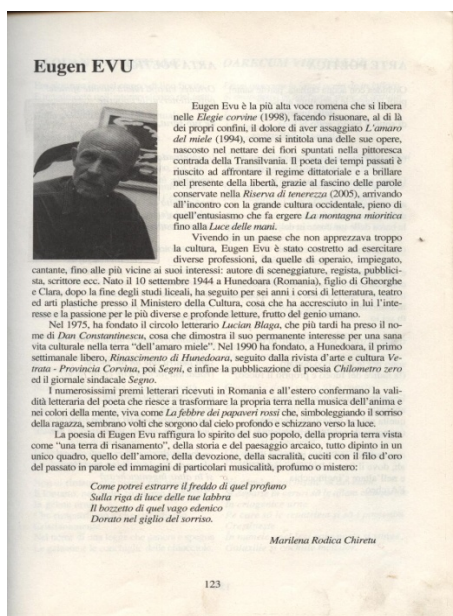 Eugen EVU
Eugen Evu è la più alta voce romena che si libera
nelle Elegie corvine (1998), facendo risuonare, al di là
dei propri confini, il dolore di aver assaggiato L'amaro
del miele (1994), come si intitola una delle sue opere,
nascosto nel nettare dei fiori spuntati nella pittoresca
contrada della Transilvania. Il poeta dei tempi passati è
riuscito ad affrontare il regime dittatoriale e a brillare
nel presente della libertà, grazie al fascino delle parole
conservate nella Riserva di tenerezza (2005), arrivando
all'incontro con la grande cultura occidentale, pieno di
quell'entusiasmo che fa ergere La montagna mioritica
fino alla Luce delle mani.
Vivendo in un paese che non apprezzava troppo
la cultura, Eugen Evu è stato costretto ad esercitare
diverse professioni, da quelle di operaio, impiegato,
cantante, fino alle più vicine ai suoi interessi: autore di sceneggiature, regista, pubblici-
sta, scrittore ecc. Nato il 10 settembre 1944 a Hunedoara (Romania), figlio di Gheorghe
e Clara, dopo la fine degli studi liceali, ha seguito per sei anni i corsi di letteratura, teatro
ed arti plastiche presso il Ministero della Cultura, cosa che ha accresciuto in lui l'inte-
resse e la passione per le più diverse e profonde letture, frutto del genio umano.
Nel 1975, ha fondato il circolo letterario Lucian Blaga, che più tardi ha preso il no-
me di Dan Constantinescu, cosa che dimostra il suo permanente interesse per una sana
vita culturale nella terra “dell'amaro miele”. Nel 1990 ha fondato, a Hunedoara, il primo
settimanale libero, Rinascimento di Hunedoara, seguito dalla rivista d'arte e cultura Ve-
trata - Provincia Corvina, poi Segni, e infine la pubblicazione di poesia Chilometro zero
ed il giornale sindacale Segno.
I numerosissimi premi letterari ricevuti in Romania e all'estero confermano la vali-
dità letteraria del poeta che riesce a trasformare la propria terra nella musica dell'anima e
nei colori della mente, viva come La febbre dei papaveri rossi che, simboleggiando il sorriso
della ragazza, sembrano volti che sorgono dal cielo profondo e schizzano verso la luce.
La poesia di Eugen Evu raffigura lo spirito del suo popolo, della propria terra vista
come “una terra di risanamento”, della storia e del paesaggio arcaico, tutto dipinto in un
unico quadro, quello dell'amore, della devozione, della sacralità, cuciti con il filo d'oro
del passato in parole ed immagini di particolari musicalità, profumo o mistero:
Come potrei estrarre il freddo di quel profumo
Sulla riga di luce delle tue labbra
Il bozzetto di quel vago edenico
Dorato nel giglio del sorriso.
Marilena Rodica Chiretu
123